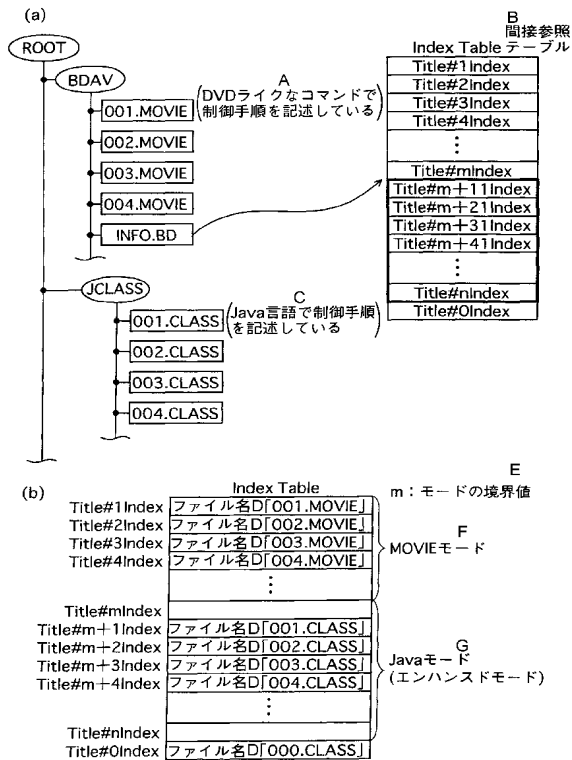 (a)
ROOT
BDAV
001.MOVIE
002.MOVIE
003.MOVIE
004.MOVIE
INFO.BD
A
DVDライクなコマンドで
制御手順を記述している
B
間接参照
テーブル
Index Table
Title#1Index
Title#2Index
Title#3Index
Title#4Index
⋮
Title#mIndex
Title#m+11Index
Title#m+21Index
Title#m+31Index
Title#m+41Index
⋮
Title#nIndex
Title#0Index
JCLASS
001.CLASS
002.CLASS
003.CLASS
004.CLASS
C
Java言語で制御手順
を記述している
(b)
Index Table
Title#1Index ファイル名D「001.MOVIE」
Title#2Index ファイル名D「002.MOVIE」
Title#3Index ファイル名D「003.MOVIE」
Title#4Index ファイル名D「004.MOVIE」
⋮
Title#mIndex
Title#m+1Index ファイル名D「001.CLASS」
Title#m+2Index ファイル名D「002.CLASS」
Title#m+3Index ファイル名D「003.CLASS」
Title#m+4Index ファイル名D「004.CLASS」
⋮
Title#nIndex
Title#0Index ファイル名D「000.CLASS」
E
m:モードの境界値
F
MOVIEモード
G
Javaモード
(エンハンスドモード)